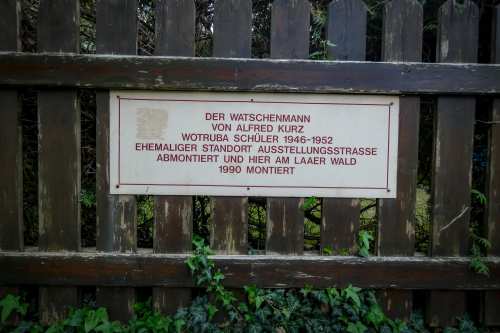 DER WATSCHENMANN
VON ALFRED KURZ
WOTRUBA SCHÜLER 1946-1952
EHEMALIGER STANDORT AUSSTELLUNGSSTRASSE
ABMONTIERT UND HIER AM LAAER WALD
1990 MONTIERT